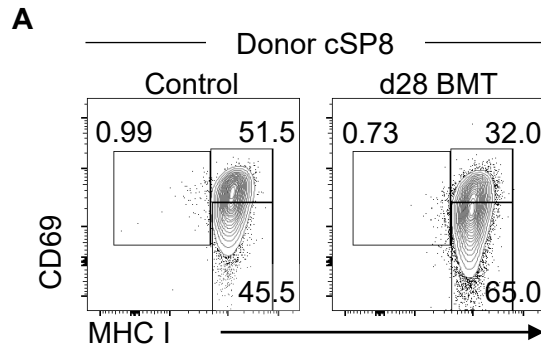 A
Donor cSP8
Control
d28 BMT
0.99
51.5
0.73
32.0
CD69
45.5
65.0
MHC I